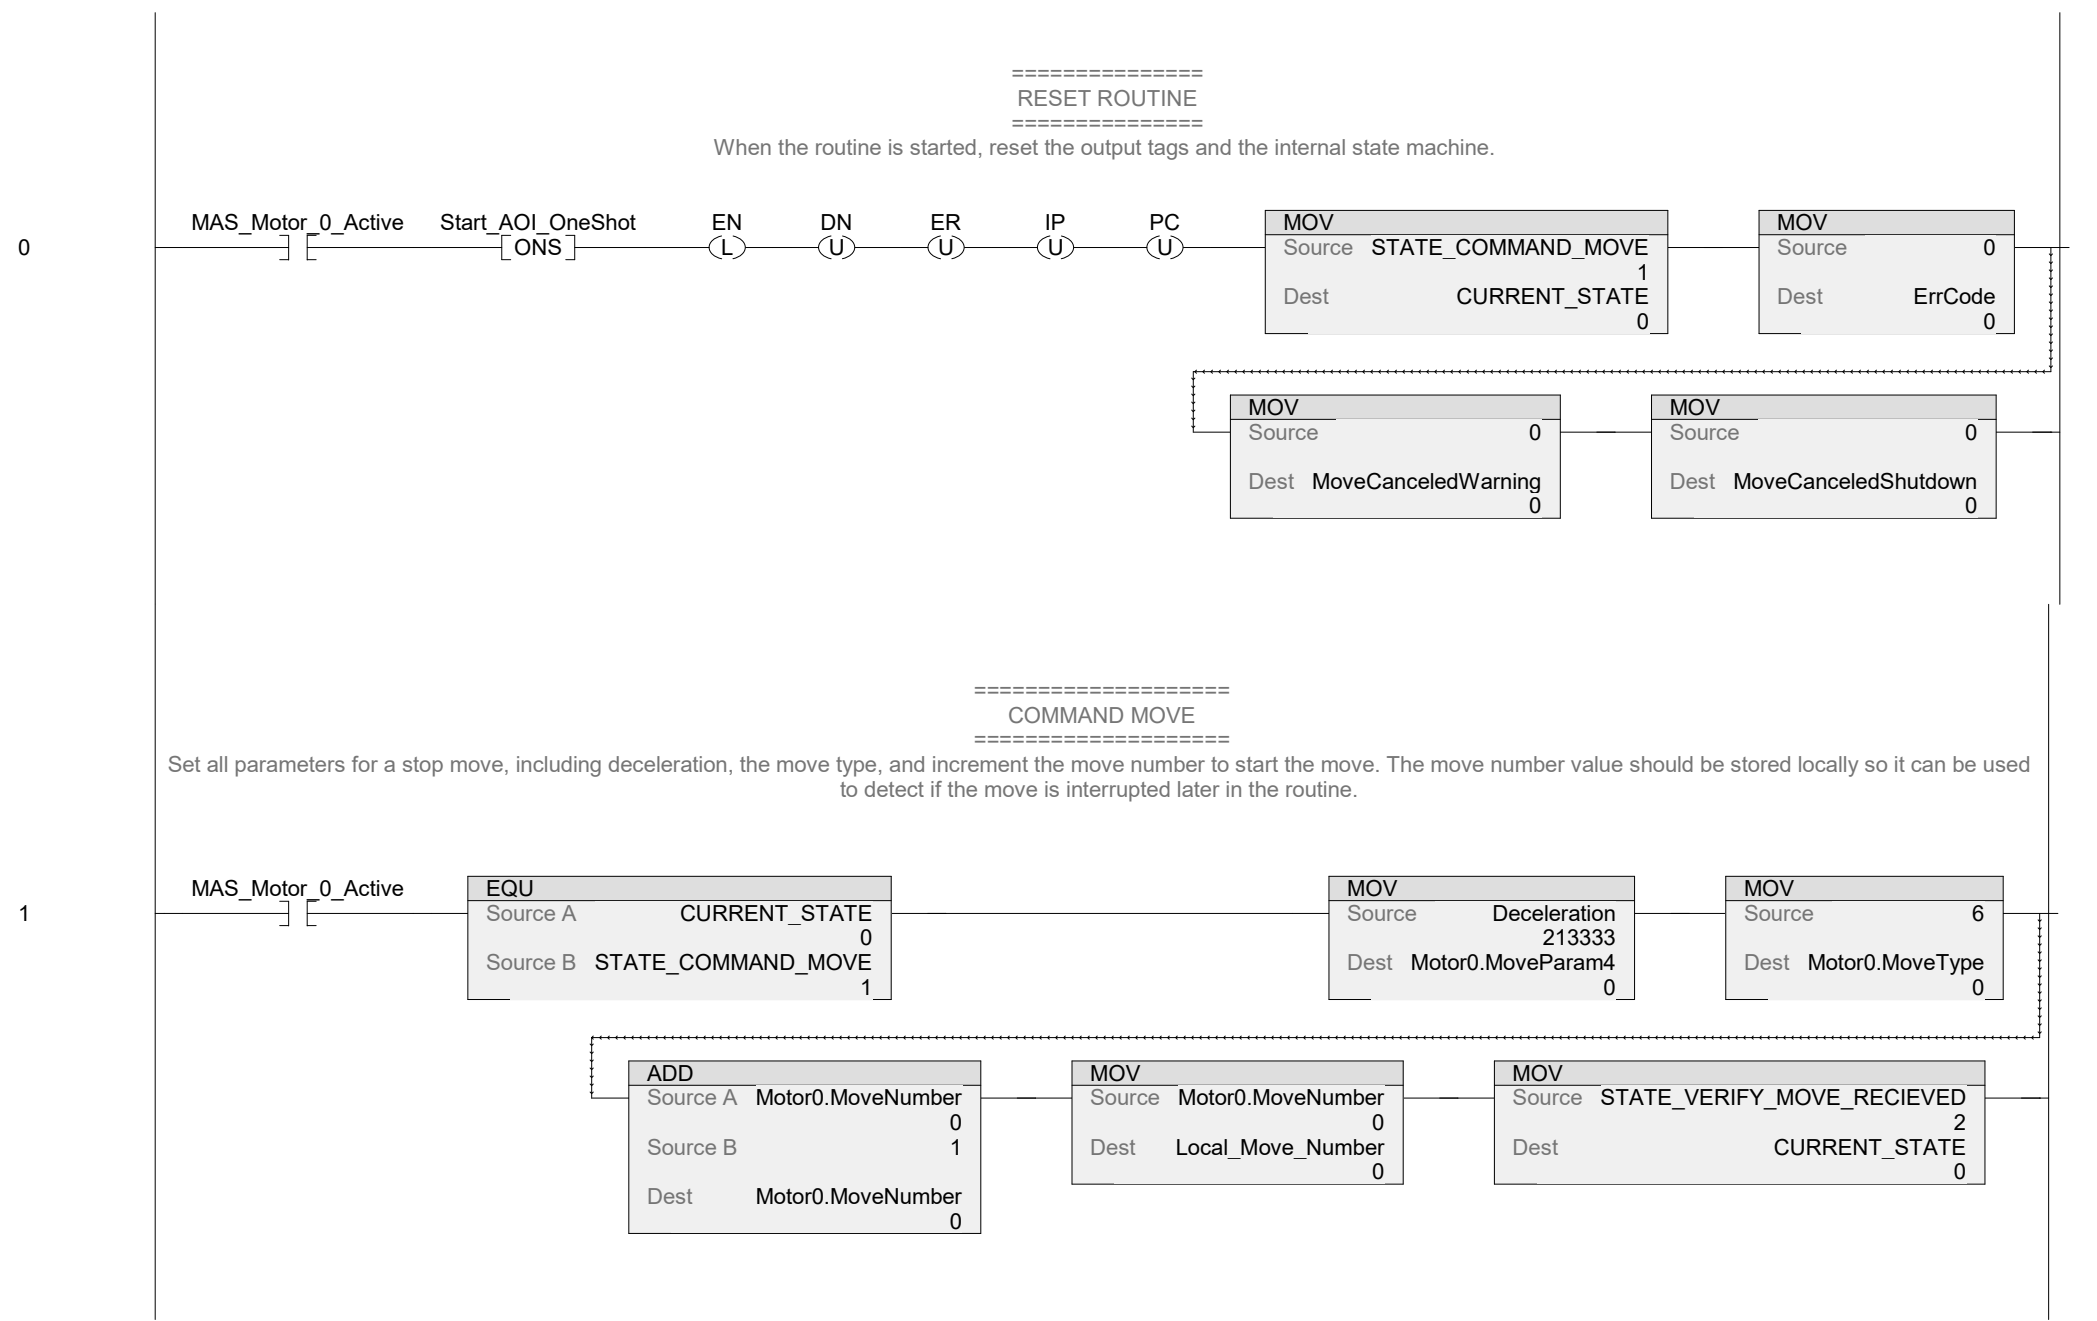 ===============
RESET ROUTINE
===============
When the routine is started, reset the output tags and the internal state machine.
0
MAS_Motor_0_Active
Start_AOI_OneShot
ONS
EN
L
DN
U
ER
U
IP
U
PC
U
MOV
Source STATE_COMMAND_MOVE
1
Dest CURRENT_STATE
0
MOV
Source 0
Dest ErrCode
0
MOV
Source 0
Dest MoveCanceledWarning
0
MOV
Source 0
Dest MoveCanceledShutdown
0
====================
COMMAND MOVE
====================
Set all parameters for a stop move, including deceleration, the move type, and increment the move number to start the move. The move number value should be stored locally so it can be used
to detect if the move is interrupted later in the routine.
1
MAS_Motor_0_Active
EQU
Source A CURRENT_STATE
0
Source B STATE_COMMAND_MOVE
1
MOV
Source Deceleration
213333
Dest Motor0.MoveParam4
0
MOV
Source 6
Dest Motor0.MoveType
0
ADD
Source A Motor0.MoveNumber
0
Source B 1
Dest Motor0.MoveNumber
0
MOV
Source Motor0.MoveNumber
0
Dest Local_Move_Number
0
MOV
Source STATE_VERIFY_MOVE_RECIEVED
2
Dest CURRENT_STATE
0